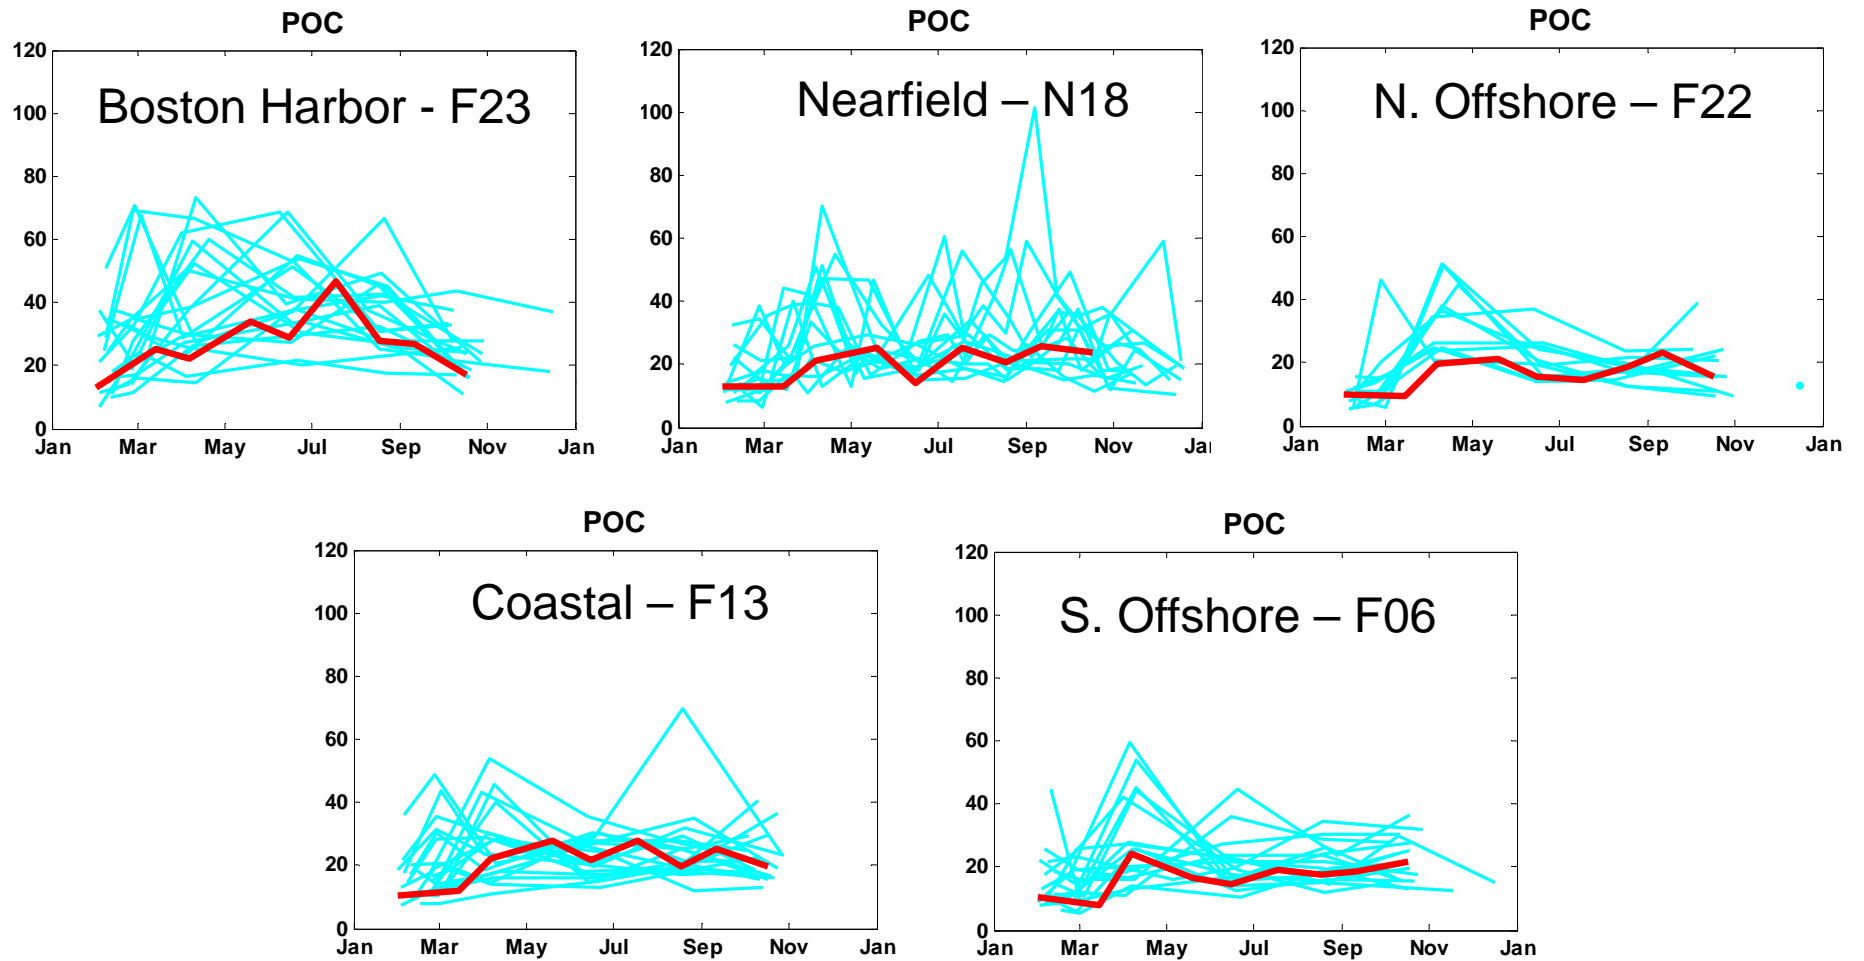 POC
Boston Harbor - F23
120
100
80
60
40
20
0
Jan Mar May Jul Sep Nov Jan
POC
Nearfield – N18
120
100
80
60
40
20
0
Jan Mar May Jul Sep Nov Jan
POC
N. Offshore – F22
120
100
80
60
40
20
0
Jan Mar May Jul Sep Nov Jan
POC
Coastal – F13
120
100
80
60
40
20
0
Jan Mar May Jul Sep Nov Jan
POC
S. Offshore – F06
120
100
80
60
40
20
0
Jan Mar May Jul Sep Nov Jan